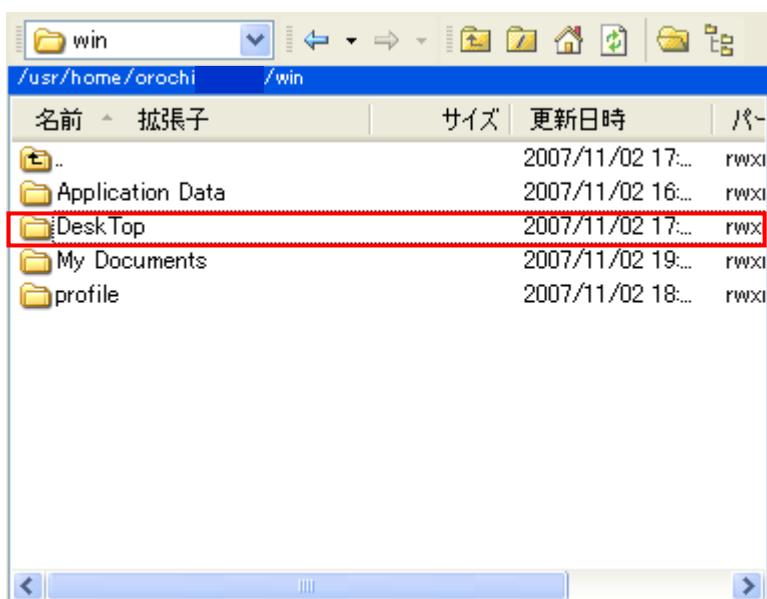 win
/usr/home/orochi /win
名前 拡張子 サイズ 更新日時 パー
.. 2007/11/02 17:... rwx
Application Data 2007/11/02 16:... rwx
DeskTop 2007/11/02 17:... rwx
My Documents 2007/11/02 19:... rwx
profile 2007/11/02 18:... rwx